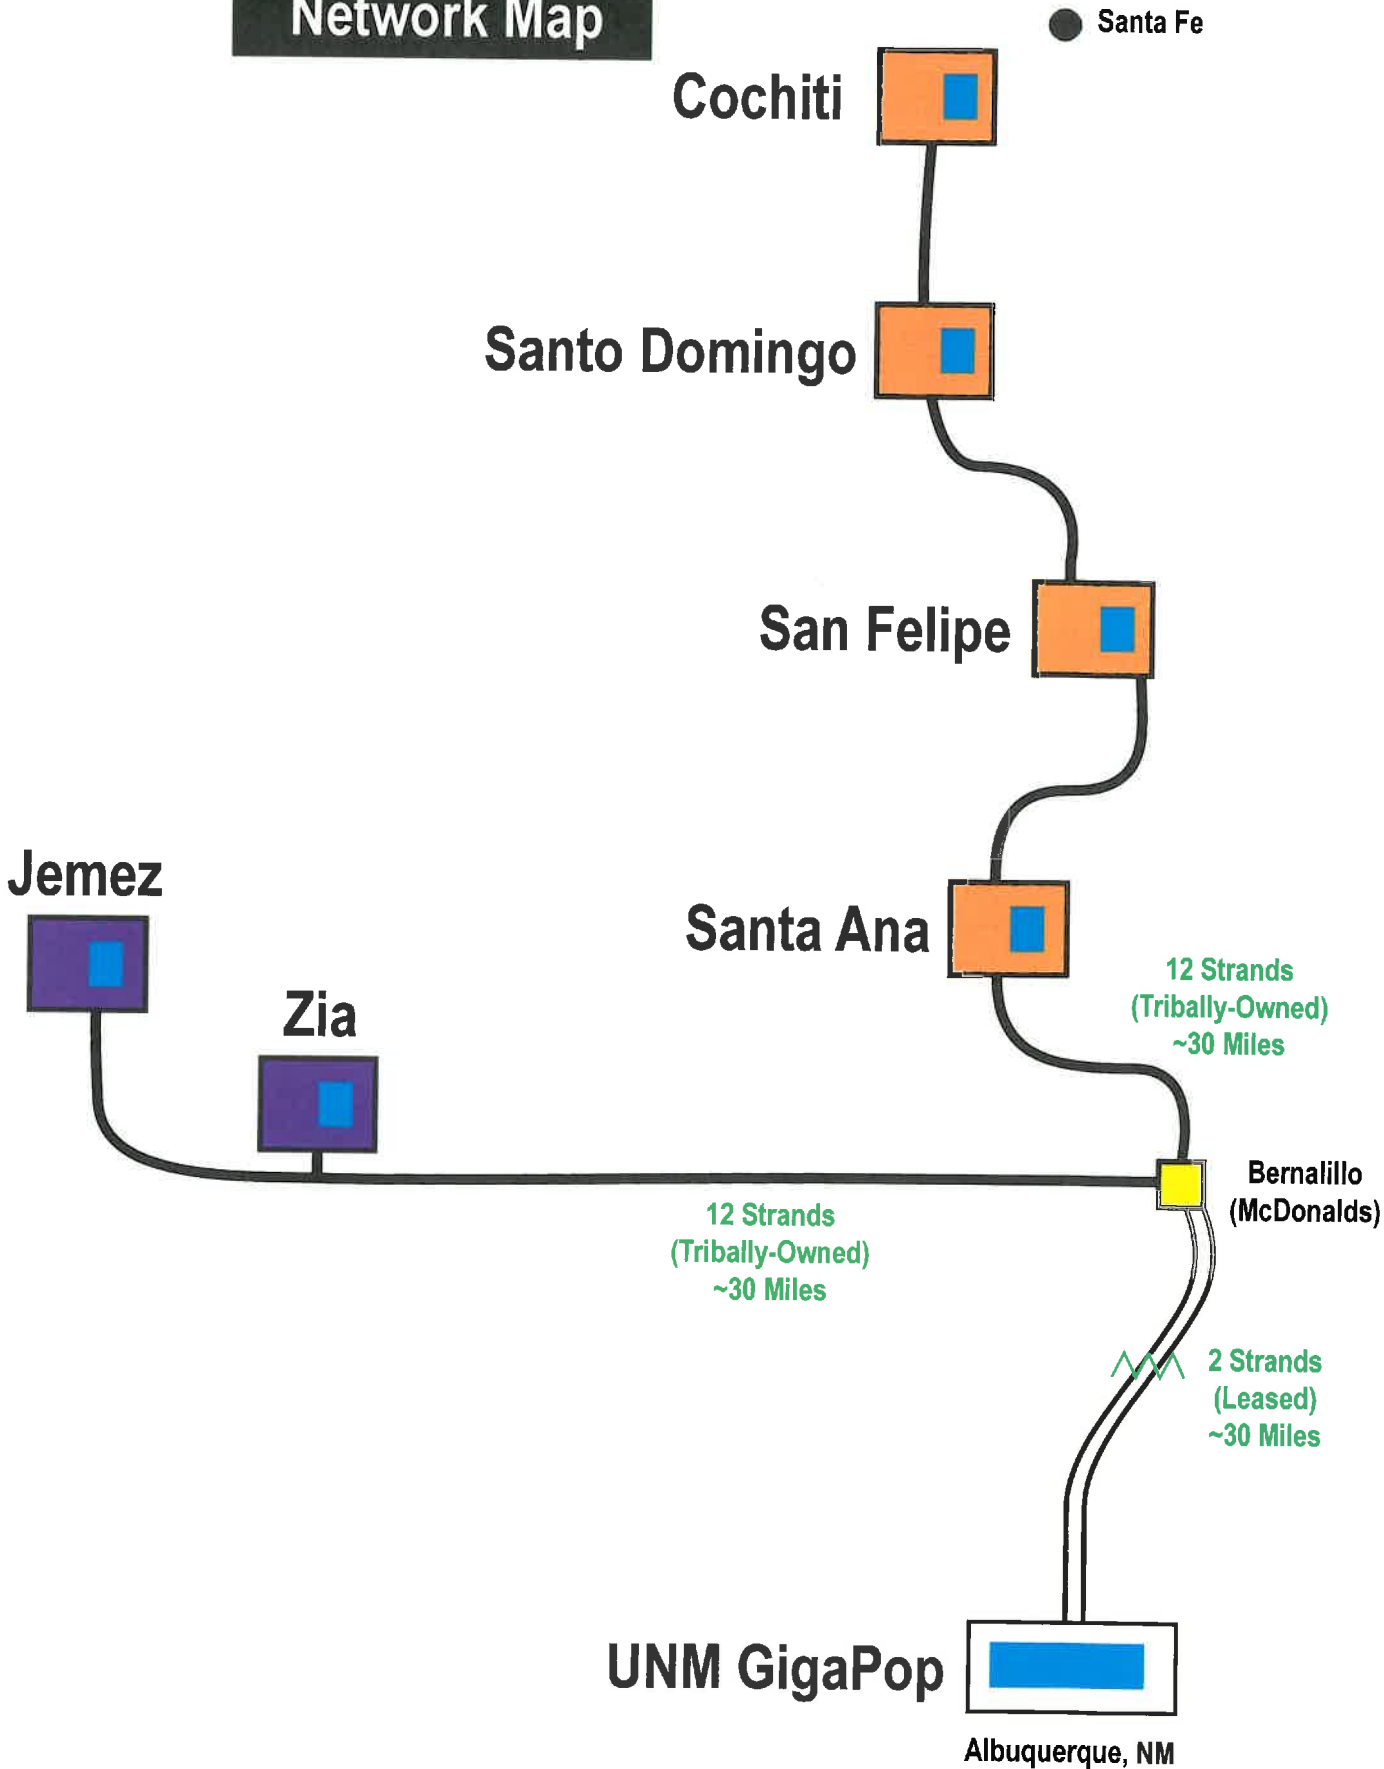 Network Map
Santa Fe
Cochiti
Santo Domingo
San Felipe
Jemez
Santa Ana
12 Strands
(Tribally-Owned)
~30 Miles
Zia
Bernalillo
(McDonalds)
12 Strands
(Tribally-Owned)
~30 Miles
2 Strands
(Leased)
~30 Miles
UNM GigaPop
Albuquerque, NM